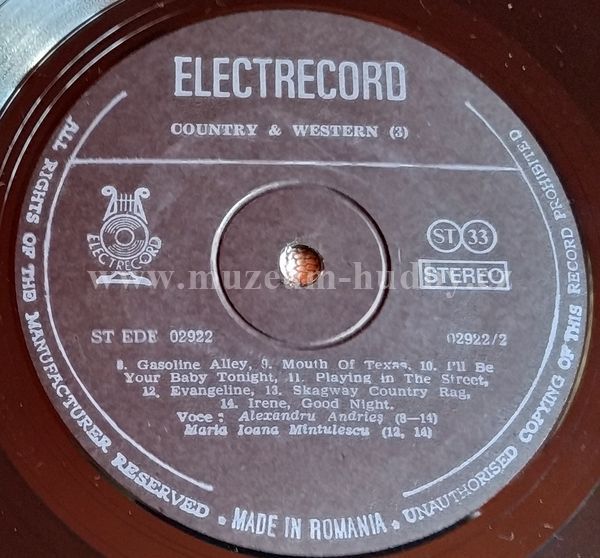 ELECTRECORD
COUNTRY & WESTERN (3)
ELECTRECORD
ST 33
STEREO
ST EDE 02922
02922/2
8. Gasoline Alley, 9. Mouth Of Texas, 10. I'll Be
Your Baby Tonight, 11. Playing in The Street,
12. Evangeline, 13. Skagway Country Rag,
14. Irene, Good Night.
Voce: Alexandru Andrieș (8—14)
Maria Ioana Mîntulescu (12, 14)
ALL RIGHTS OF THE MANUFACTURER RESERVED
★ MADE IN ROMANIA ★
UNAUTHORISED COPYING OF THIS RECORD PROHIBITED